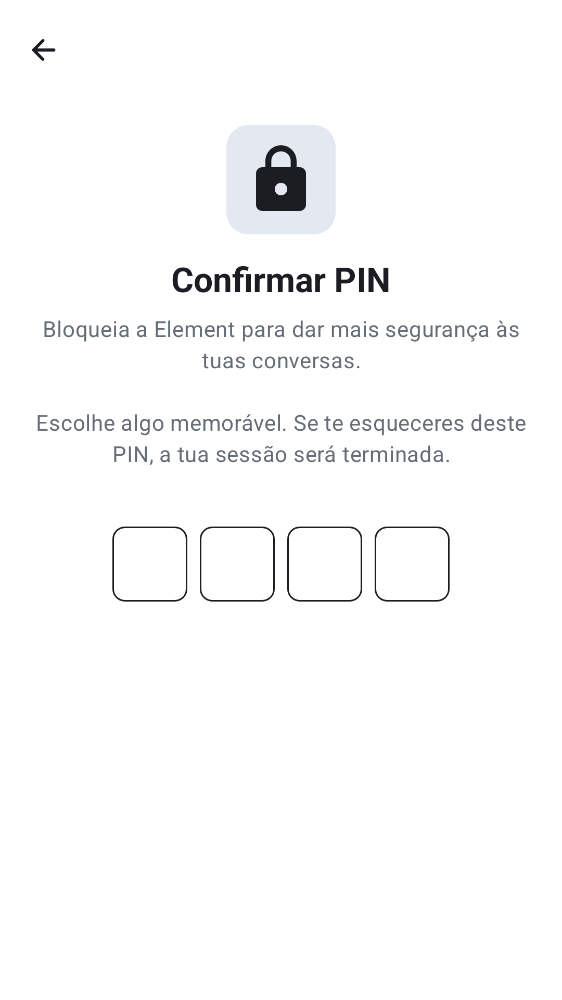 Confirmar PIN
Bloqueia a Element para dar mais segurança às
tuas conversas.
Escolhe algo memorável. Se te esqueceres deste
PIN, a tua sessão será terminada.